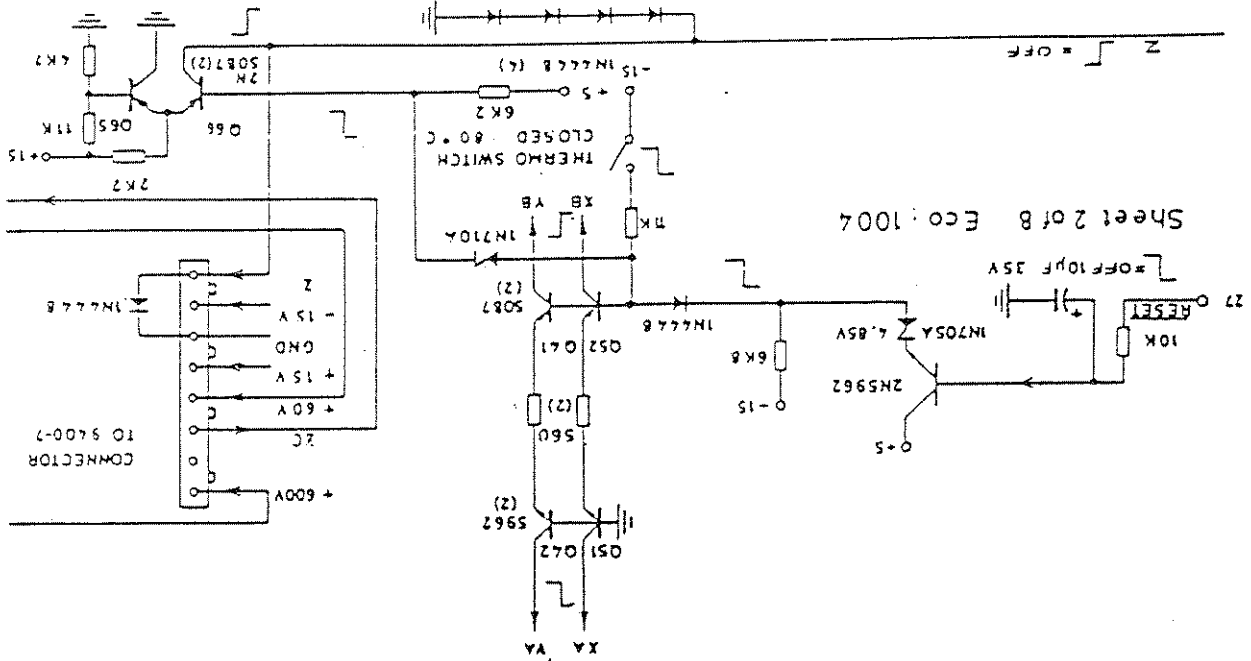 XA YA
Q51 Q42
5962
(2)
+ 600V
CONNECTOR
TO 9400-7
+5
2C
560
(2)
+ 60V
-15
+ 15V
2N5962
6K8
10K
GND
1N705A 4.85V
1N4448
27 RESET
Q52 Q41
5087
(2)
- 15V
1N4448
Z
=OFF 10µF 35V
1N710A
Sheet 2 of 8 Eco: 1004
XB YB
2K2
THERMO SWITCH
CLOSED 80°C
+15
11K
Q66 Q65
6K2
+5
-15
1N4448 (4)
2N
5087(2)
4K7
Z = OFF